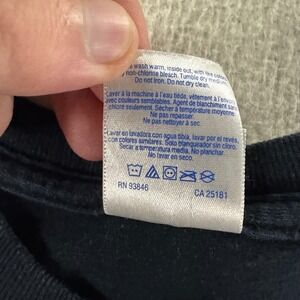 wash warm, inside out, with like colors
non-chlorine bleach. Tumble dry medium.
Do not iron. Do not dry clean.
Laver à la machine à l'eau tiède, vêtement à l'envers
avec couleurs semblables. Agent de blanchiment sans
chlore seulement. Sécher à température moyenne.
Ne pas repasser.
Ne pas nettoyer à sec.
Lavar en lavadora con agua tibia, lavar por el revés,
con colores similares. Solo blanqueador sin cloro.
Secar a temperatura media. No planchar.
No lavar en seco.
RN 93846 CA 25181